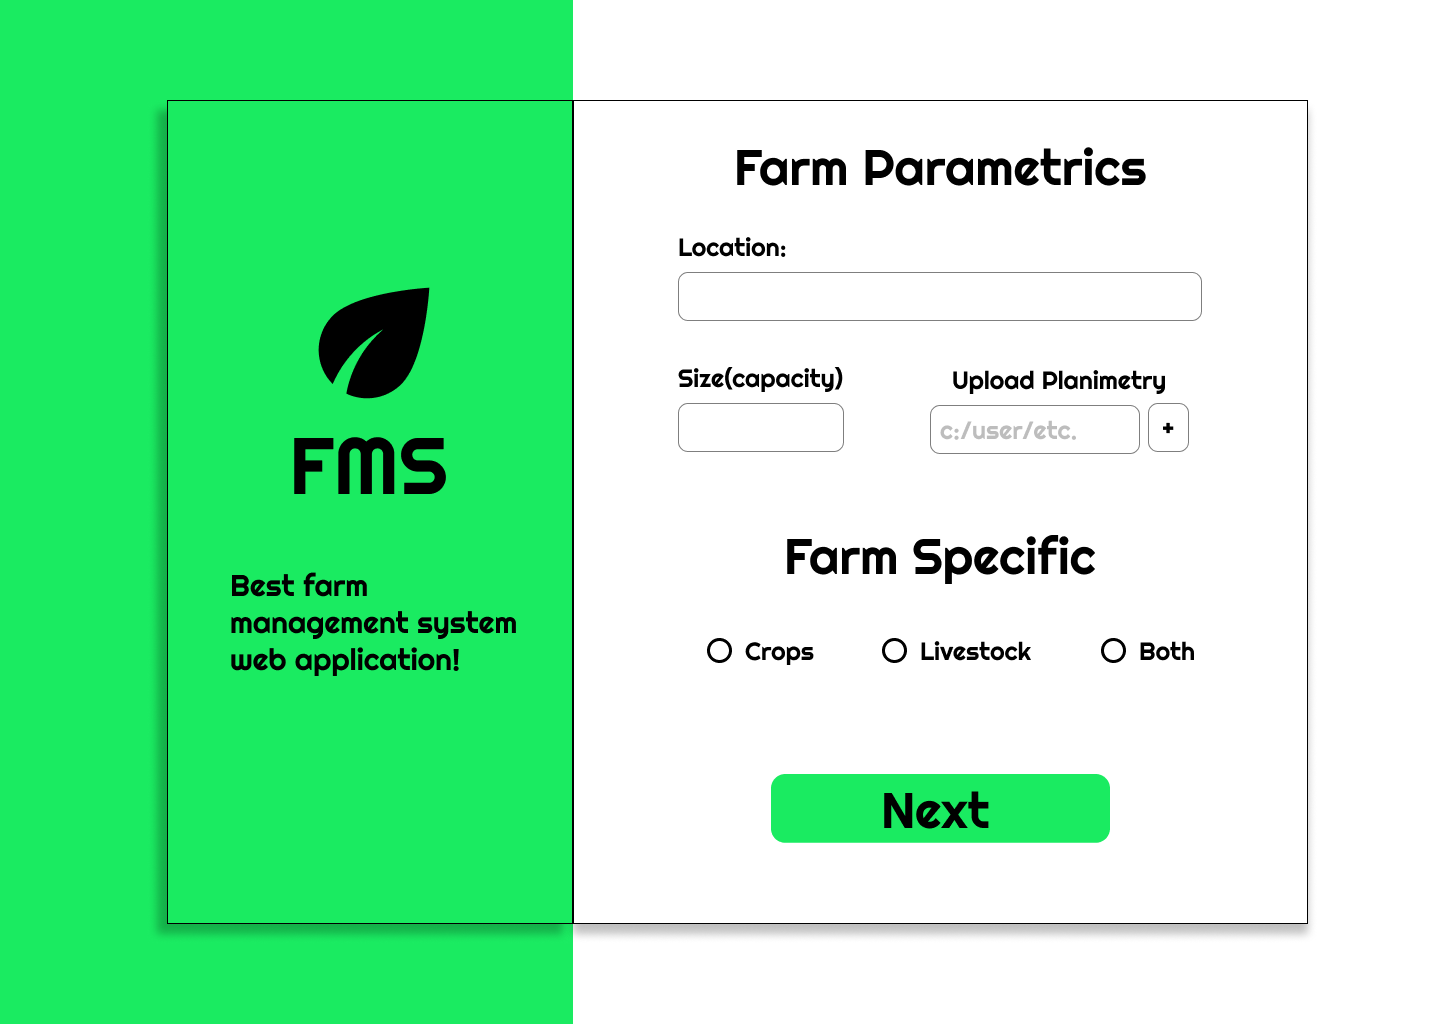 FMS
Best farm
management system
web application!
Farm Parametrics
Location:
Size(capacity)
Upload Planimetry
c:/user/etc.
+
Farm Specific
Crops
Livestock
Both
Next